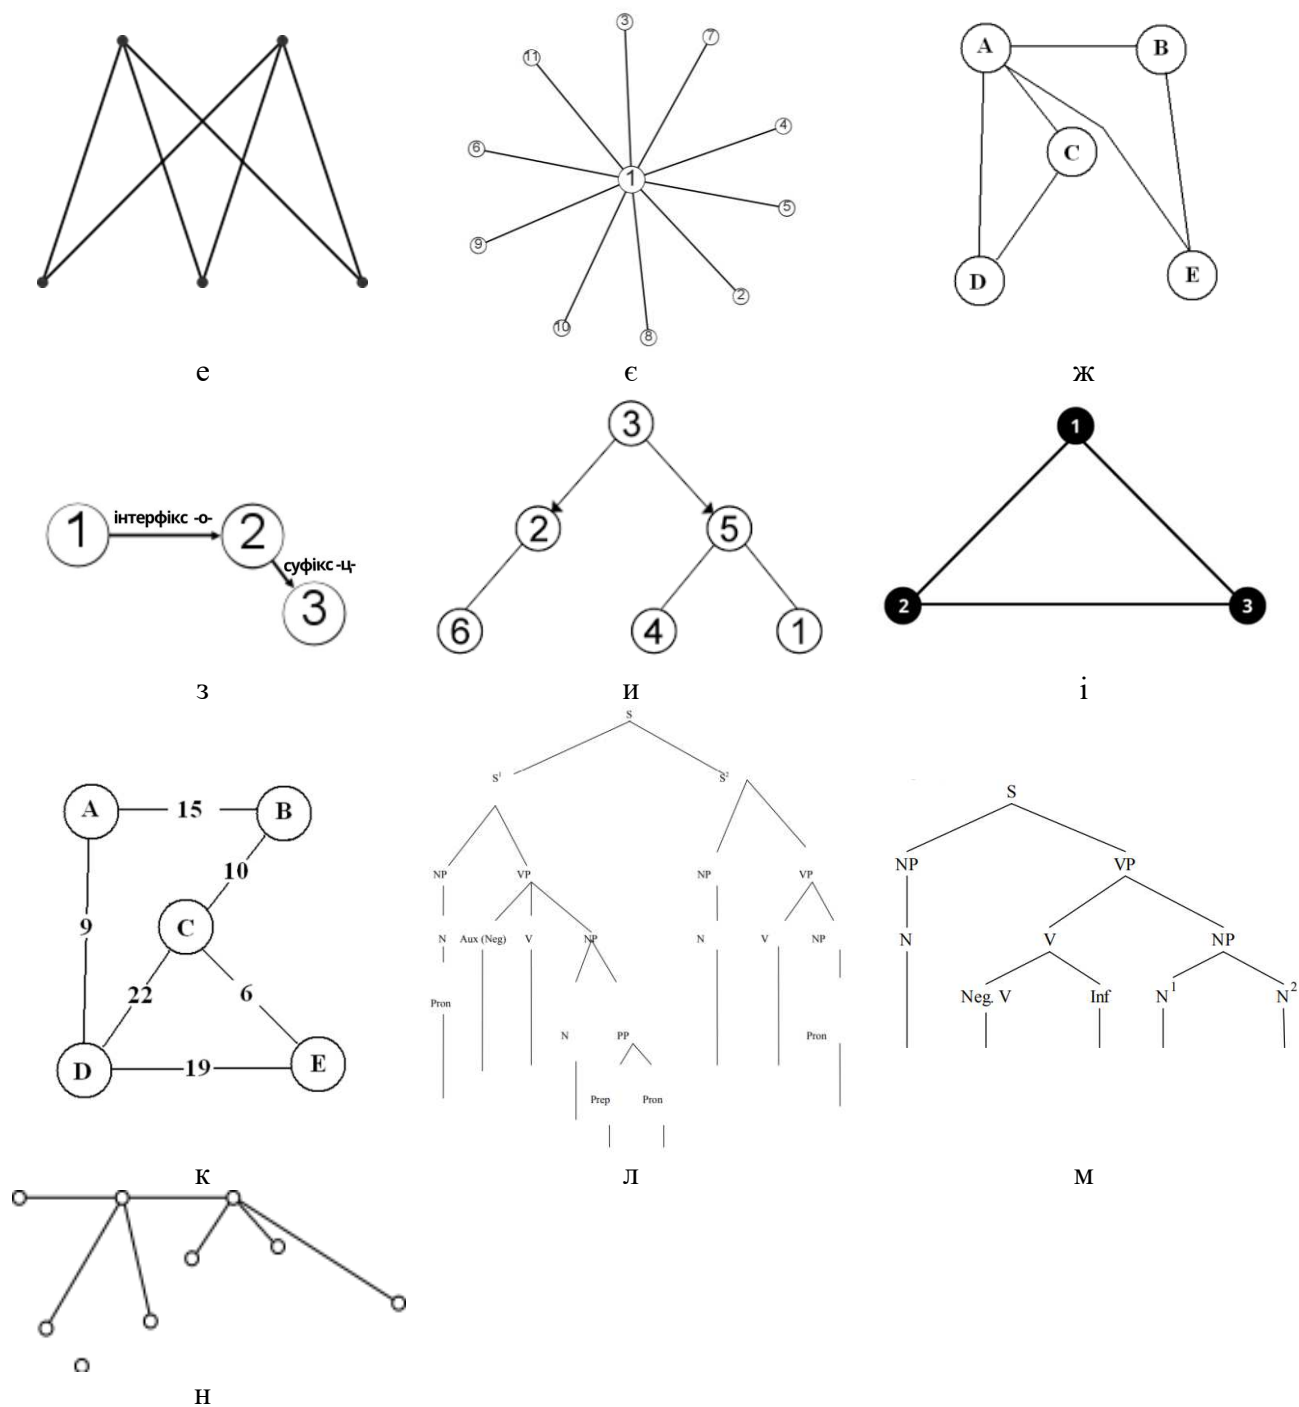 3
7
11
4
6
1
5
9
2
10
8
A B
C
D E
е є ж
3
1
інтерфікс -о-
1 2 2 5
суфікс -ц-
3 2 3
6 4 1
з и і
S
S1 S2
A 15 B S
10 NP VP NP VP NP VP
9 C N Aux (Neg) V NP N V NP N V NP
22 6 Pron Neg. V Inf N1 N2
N PP Pron
D 19 E
Prep Pron
к л м
н